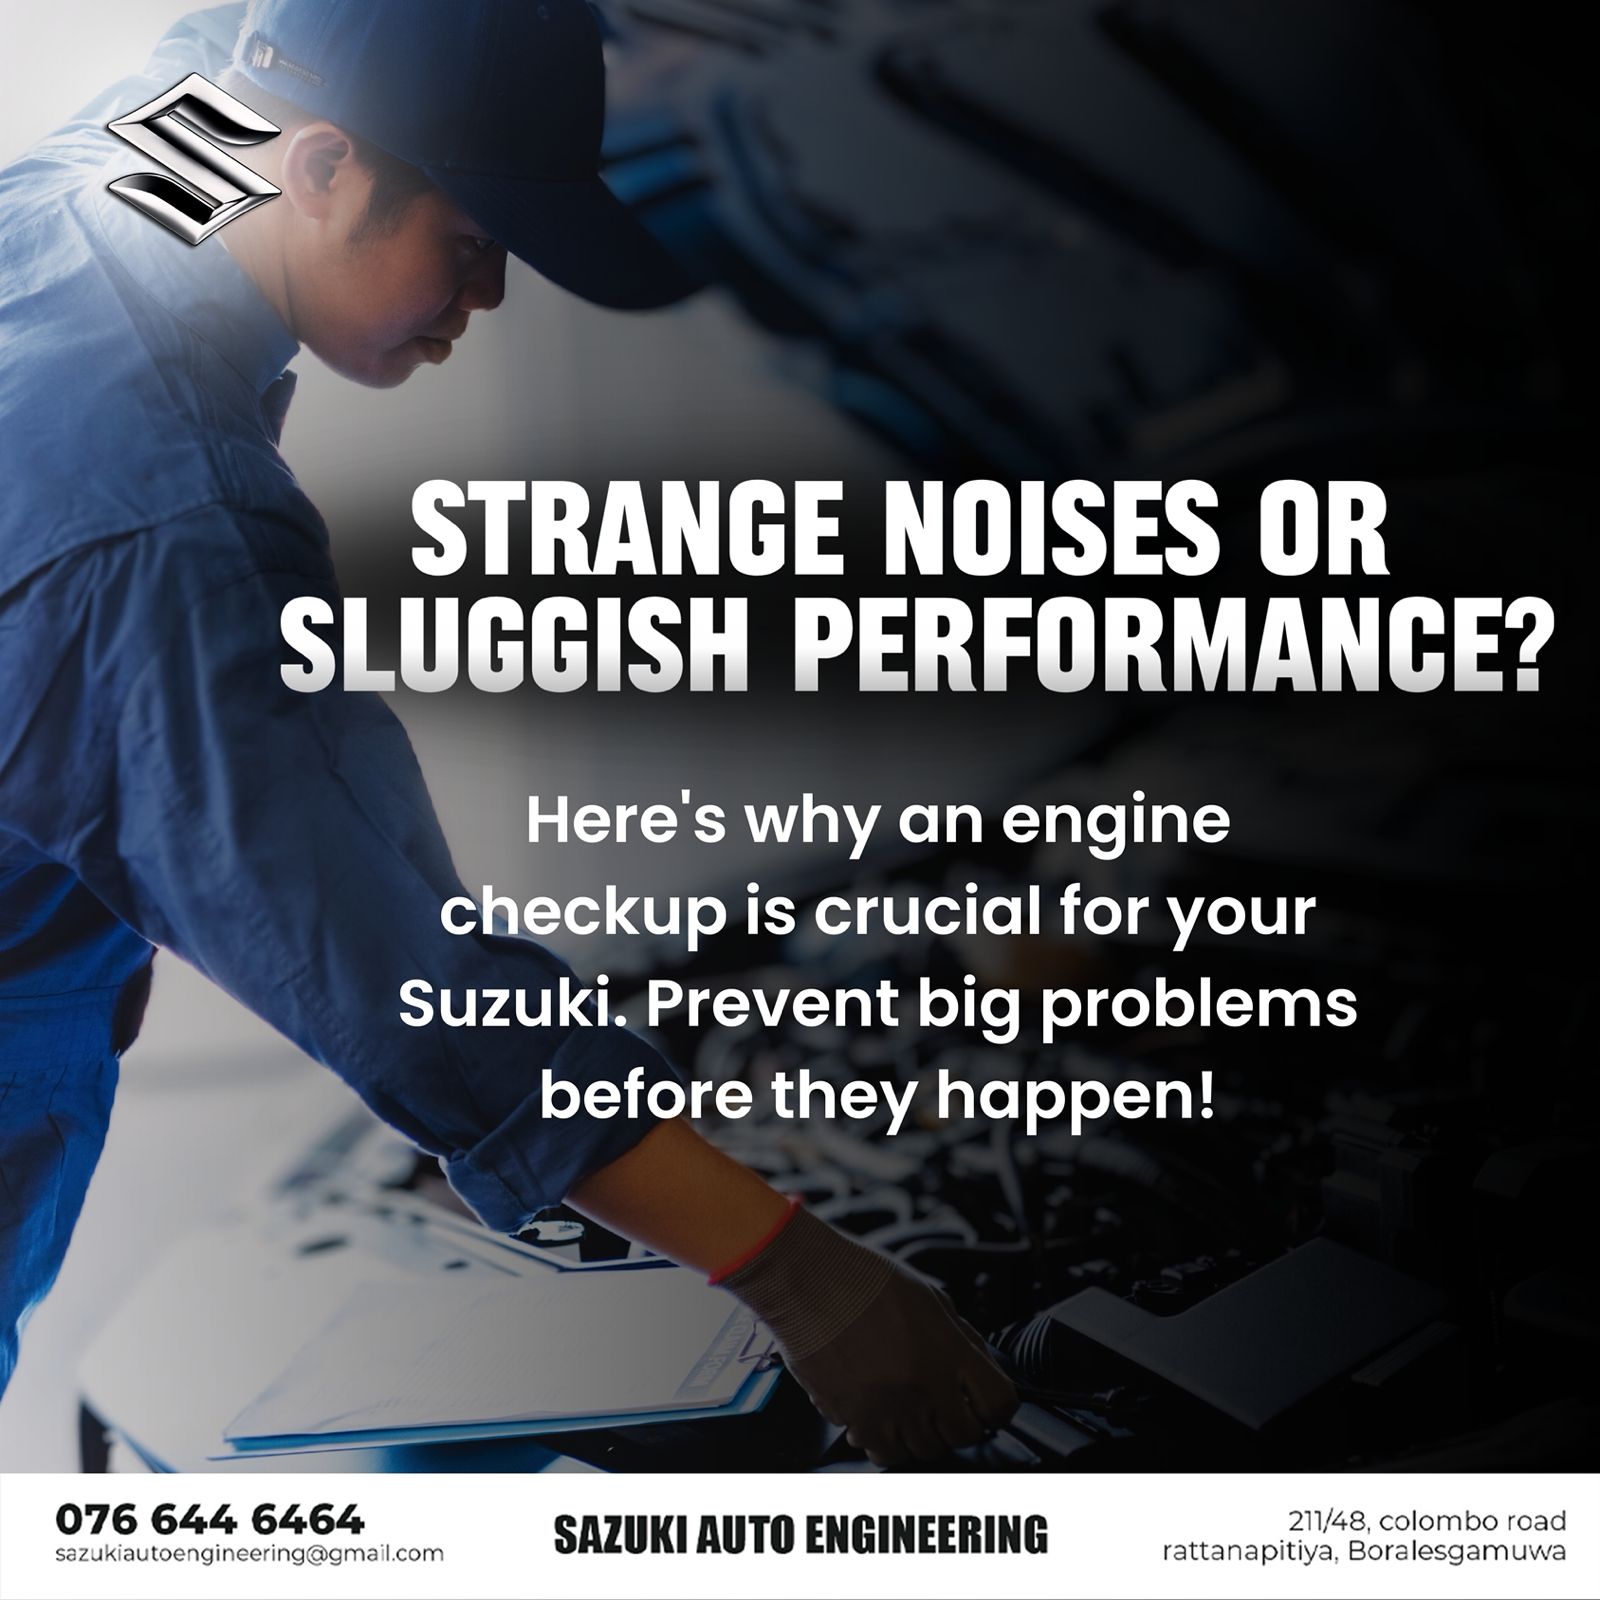 STRANGE NOISES OR
SLUGGISH PERFORMANCE?
Here's why an engine
checkup is crucial for your
Suzuki. Prevent big problems
before they happen!
076 644 6464
sazukiautoengineering@gmail.com
SAZUKI AUTO ENGINEERING
211/48, colombo road
rattanapitiya, Boralesgamuwa